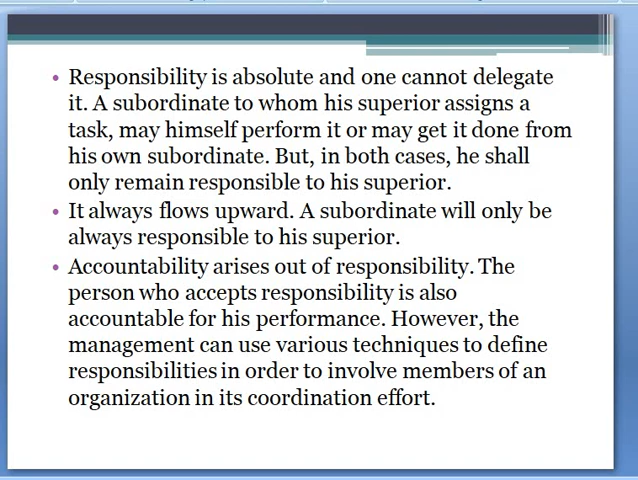 • Responsibility is absolute and one cannot delegate
it. A subordinate to whom his superior assigns a
task, may himself perform it or may get it done from
his own subordinate. But, in both cases, he shall
only remain responsible to his superior.
• It always flows upward. A subordinate will only be
always responsible to his superior.
• Accountability arises out of responsibility. The
person who accepts responsibility is also
accountable for his performance. However, the
management can use various techniques to define
responsibilities in order to involve members of an
organization in its coordination effort.